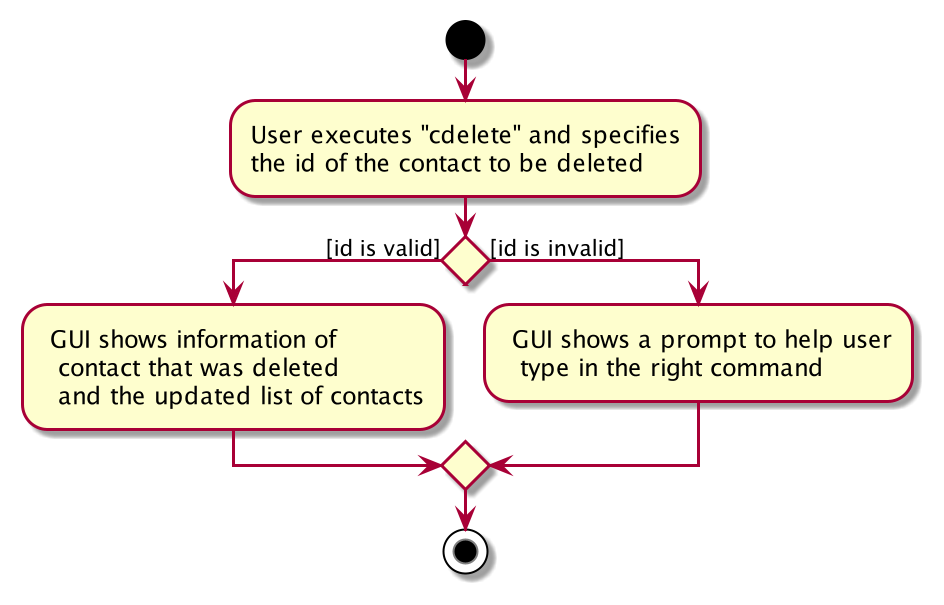 User executes "cdelete" and specifies
the id of the contact to be deleted
[id is valid]
[id is invalid]
GUI shows information of
contact that was deleted
and the updated list of contacts
GUI shows a prompt to help user
type in the right command